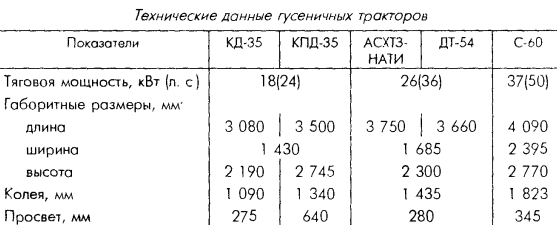 Технические данные гусеничных тракторов
Показатели КД-35 КПД-35 АСХТЗ-НАТИ ДТ-54 С-60
Тяговой мощность, кВт (л. с) 18(24) 26(36) 37(50)
Габоритные размеры, мм·
длина 3 080 3 500 3 750 3 660 4 090
ширина 1 430 1 685 2 395
высота 2 190 2 745 2 300 2 770
Колея, мм 1 090 1 340 1 435 1 823
Просвет, мм 275 640 280 345